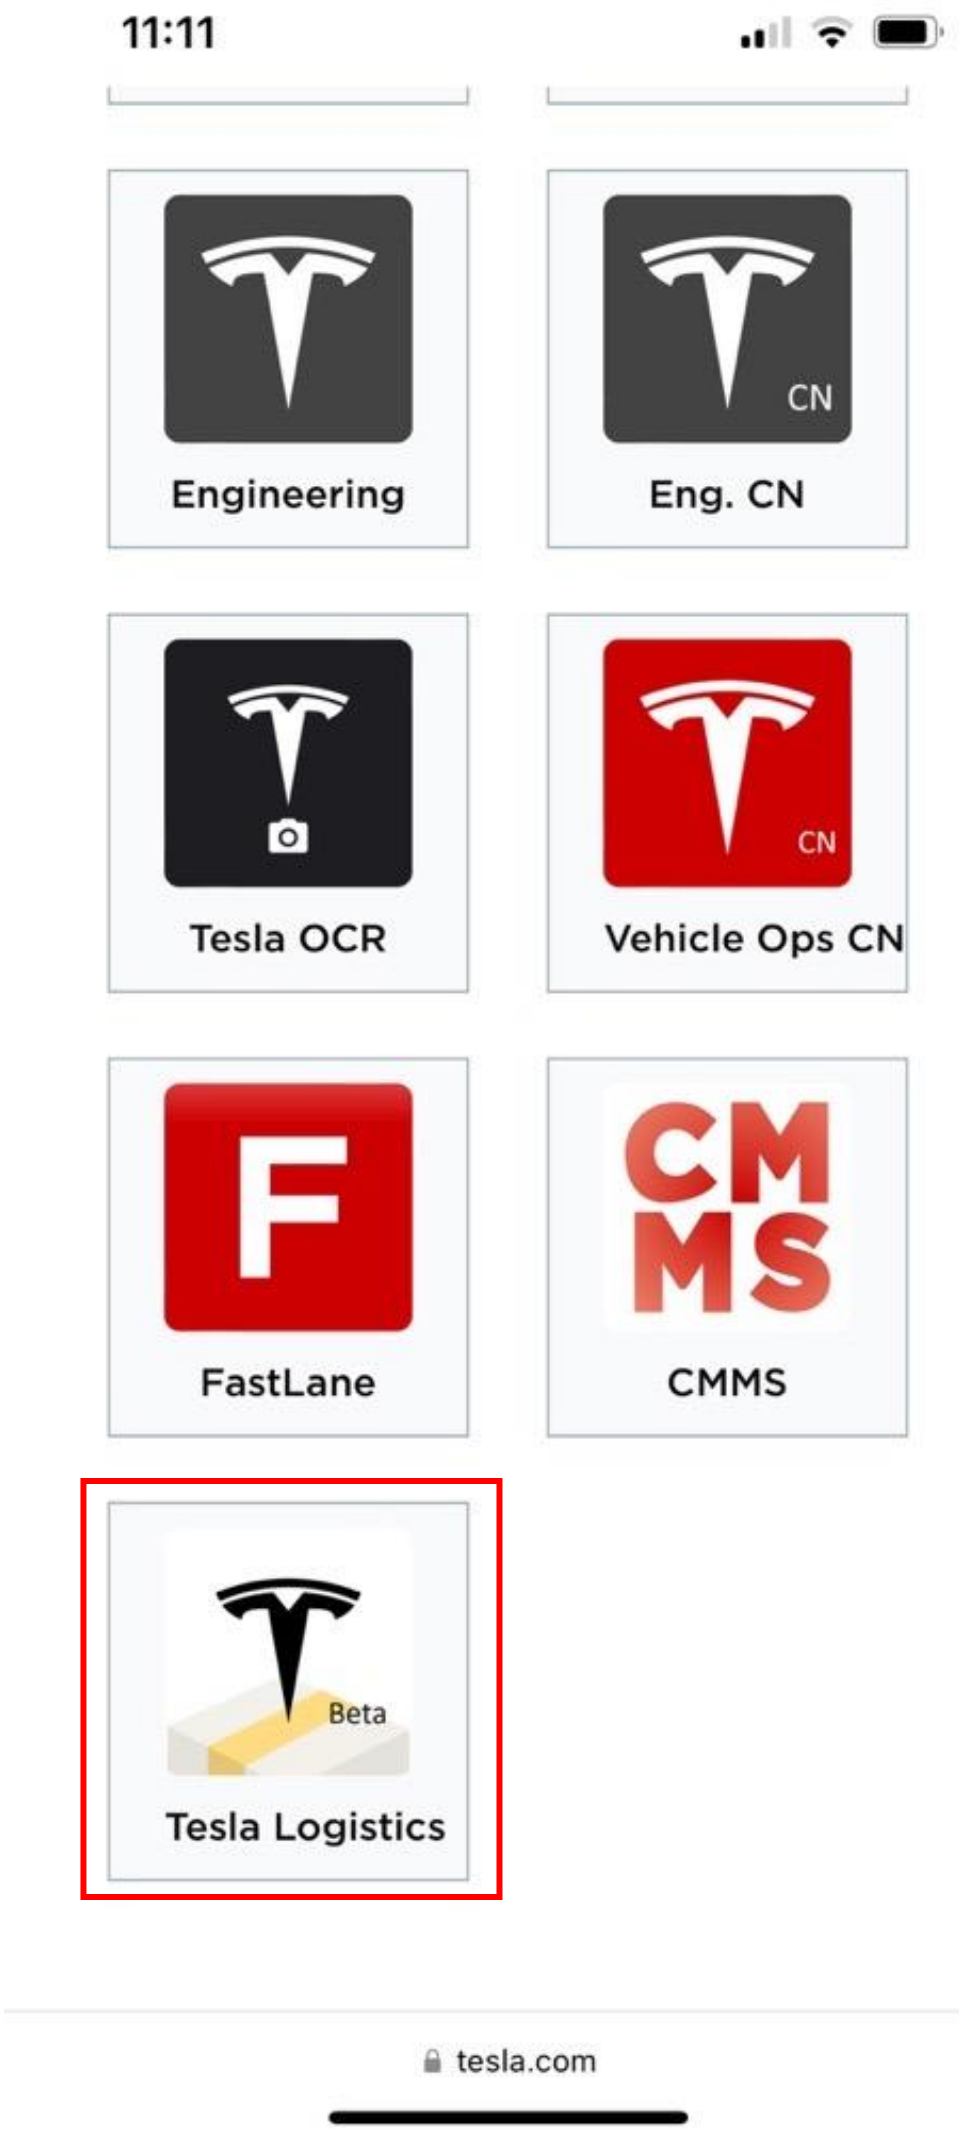 11:11
CN
Engineering
Eng. CN
CN
Tesla OCR
Vehicle Ops CN
F
CM
MS
FastLane
CMMS
Beta
Tesla Logistics
tesla.com